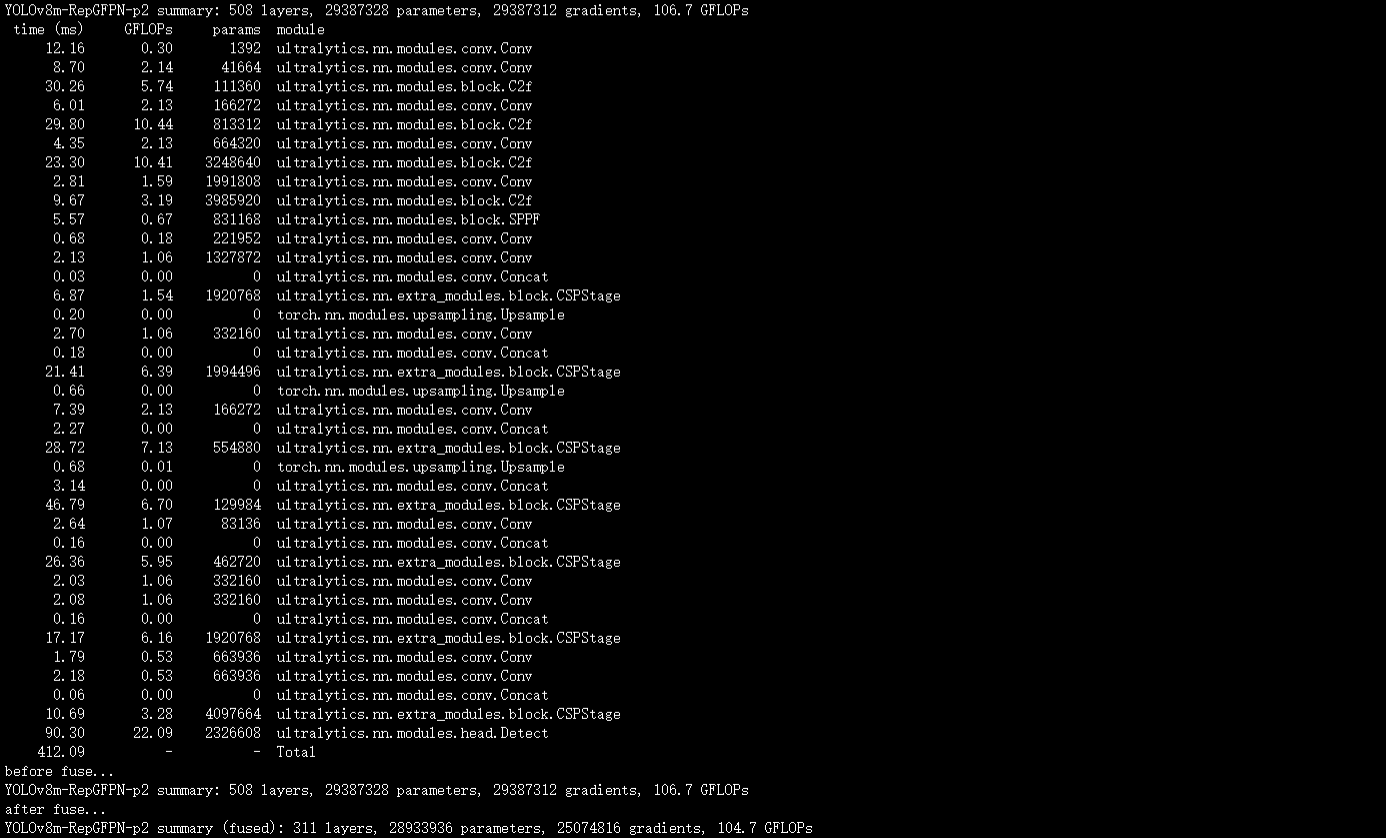 YOLOv8m-RepGFPN-p2 summary: 508 layers, 29387328 parameters, 29387312 gradients, 106.7 GFLOPs
time (ms) GFLOPs params module
12.16 0.30 1392 ultralytics.nn.modules.conv.Conv
8.70 2.14 41664 ultralytics.nn.modules.conv.Conv
30.26 5.74 111360 ultralytics.nn.modules.block.C2f
6.01 2.13 166272 ultralytics.nn.modules.conv.Conv
29.80 10.44 813312 ultralytics.nn.modules.block.C2f
4.35 2.13 664320 ultralytics.nn.modules.conv.Conv
23.30 10.41 3248640 ultralytics.nn.modules.block.C2f
2.81 1.59 1991808 ultralytics.nn.modules.conv.Conv
9.67 3.19 3985920 ultralytics.nn.modules.block.C2f
5.57 0.67 831168 ultralytics.nn.modules.block.SPPF
0.68 0.18 221952 ultralytics.nn.modules.conv.Conv
2.13 1.06 1327872 ultralytics.nn.modules.conv.Conv
0.03 0.00 0 ultralytics.nn.modules.conv.Concat
6.87 1.54 1920768 ultralytics.nn.extra_modules.block.CSPStage
0.20 0.00 0 torch.nn.modules.upsampling.Upsample
2.70 1.06 332160 ultralytics.nn.modules.conv.Conv
0.18 0.00 0 ultralytics.nn.modules.conv.Concat
21.41 6.39 1994496 ultralytics.nn.extra_modules.block.CSPStage
0.66 0.00 0 torch.nn.modules.upsampling.Upsample
7.39 2.13 166272 ultralytics.nn.modules.conv.Conv
2.27 0.00 0 ultralytics.nn.modules.conv.Concat
28.72 7.13 554880 ultralytics.nn.extra_modules.block.CSPStage
0.68 0.01 0 torch.nn.modules.upsampling.Upsample
3.14 0.00 0 ultralytics.nn.modules.conv.Concat
46.79 6.70 129984 ultralytics.nn.extra_modules.block.CSPStage
2.64 1.07 83136 ultralytics.nn.modules.conv.Conv
0.16 0.00 0 ultralytics.nn.modules.conv.Concat
26.36 5.95 462720 ultralytics.nn.extra_modules.block.CSPStage
2.03 1.06 332160 ultralytics.nn.modules.conv.Conv
2.08 1.06 332160 ultralytics.nn.modules.conv.Conv
0.16 0.00 0 ultralytics.nn.modules.conv.Concat
17.17 6.16 1920768 ultralytics.nn.extra_modules.block.CSPStage
1.79 0.53 663936 ultralytics.nn.modules.conv.Conv
2.18 0.53 663936 ultralytics.nn.modules.conv.Conv
0.06 0.00 0 ultralytics.nn.modules.conv.Concat
10.69 3.28 4097664 ultralytics.nn.extra_modules.block.CSPStage
90.30 22.09 2326608 ultralytics.nn.modules.head.Detect
412.09 - - Total
before fuse...
YOLOv8m-RepGFPN-p2 summary: 508 layers, 29387328 parameters, 29387312 gradients, 106.7 GFLOPs
after fuse...
YOLOv8m-RepGFPN-p2 summary (fused): 311 layers, 28933936 parameters, 25074816 gradients, 104.7 GFLOPs